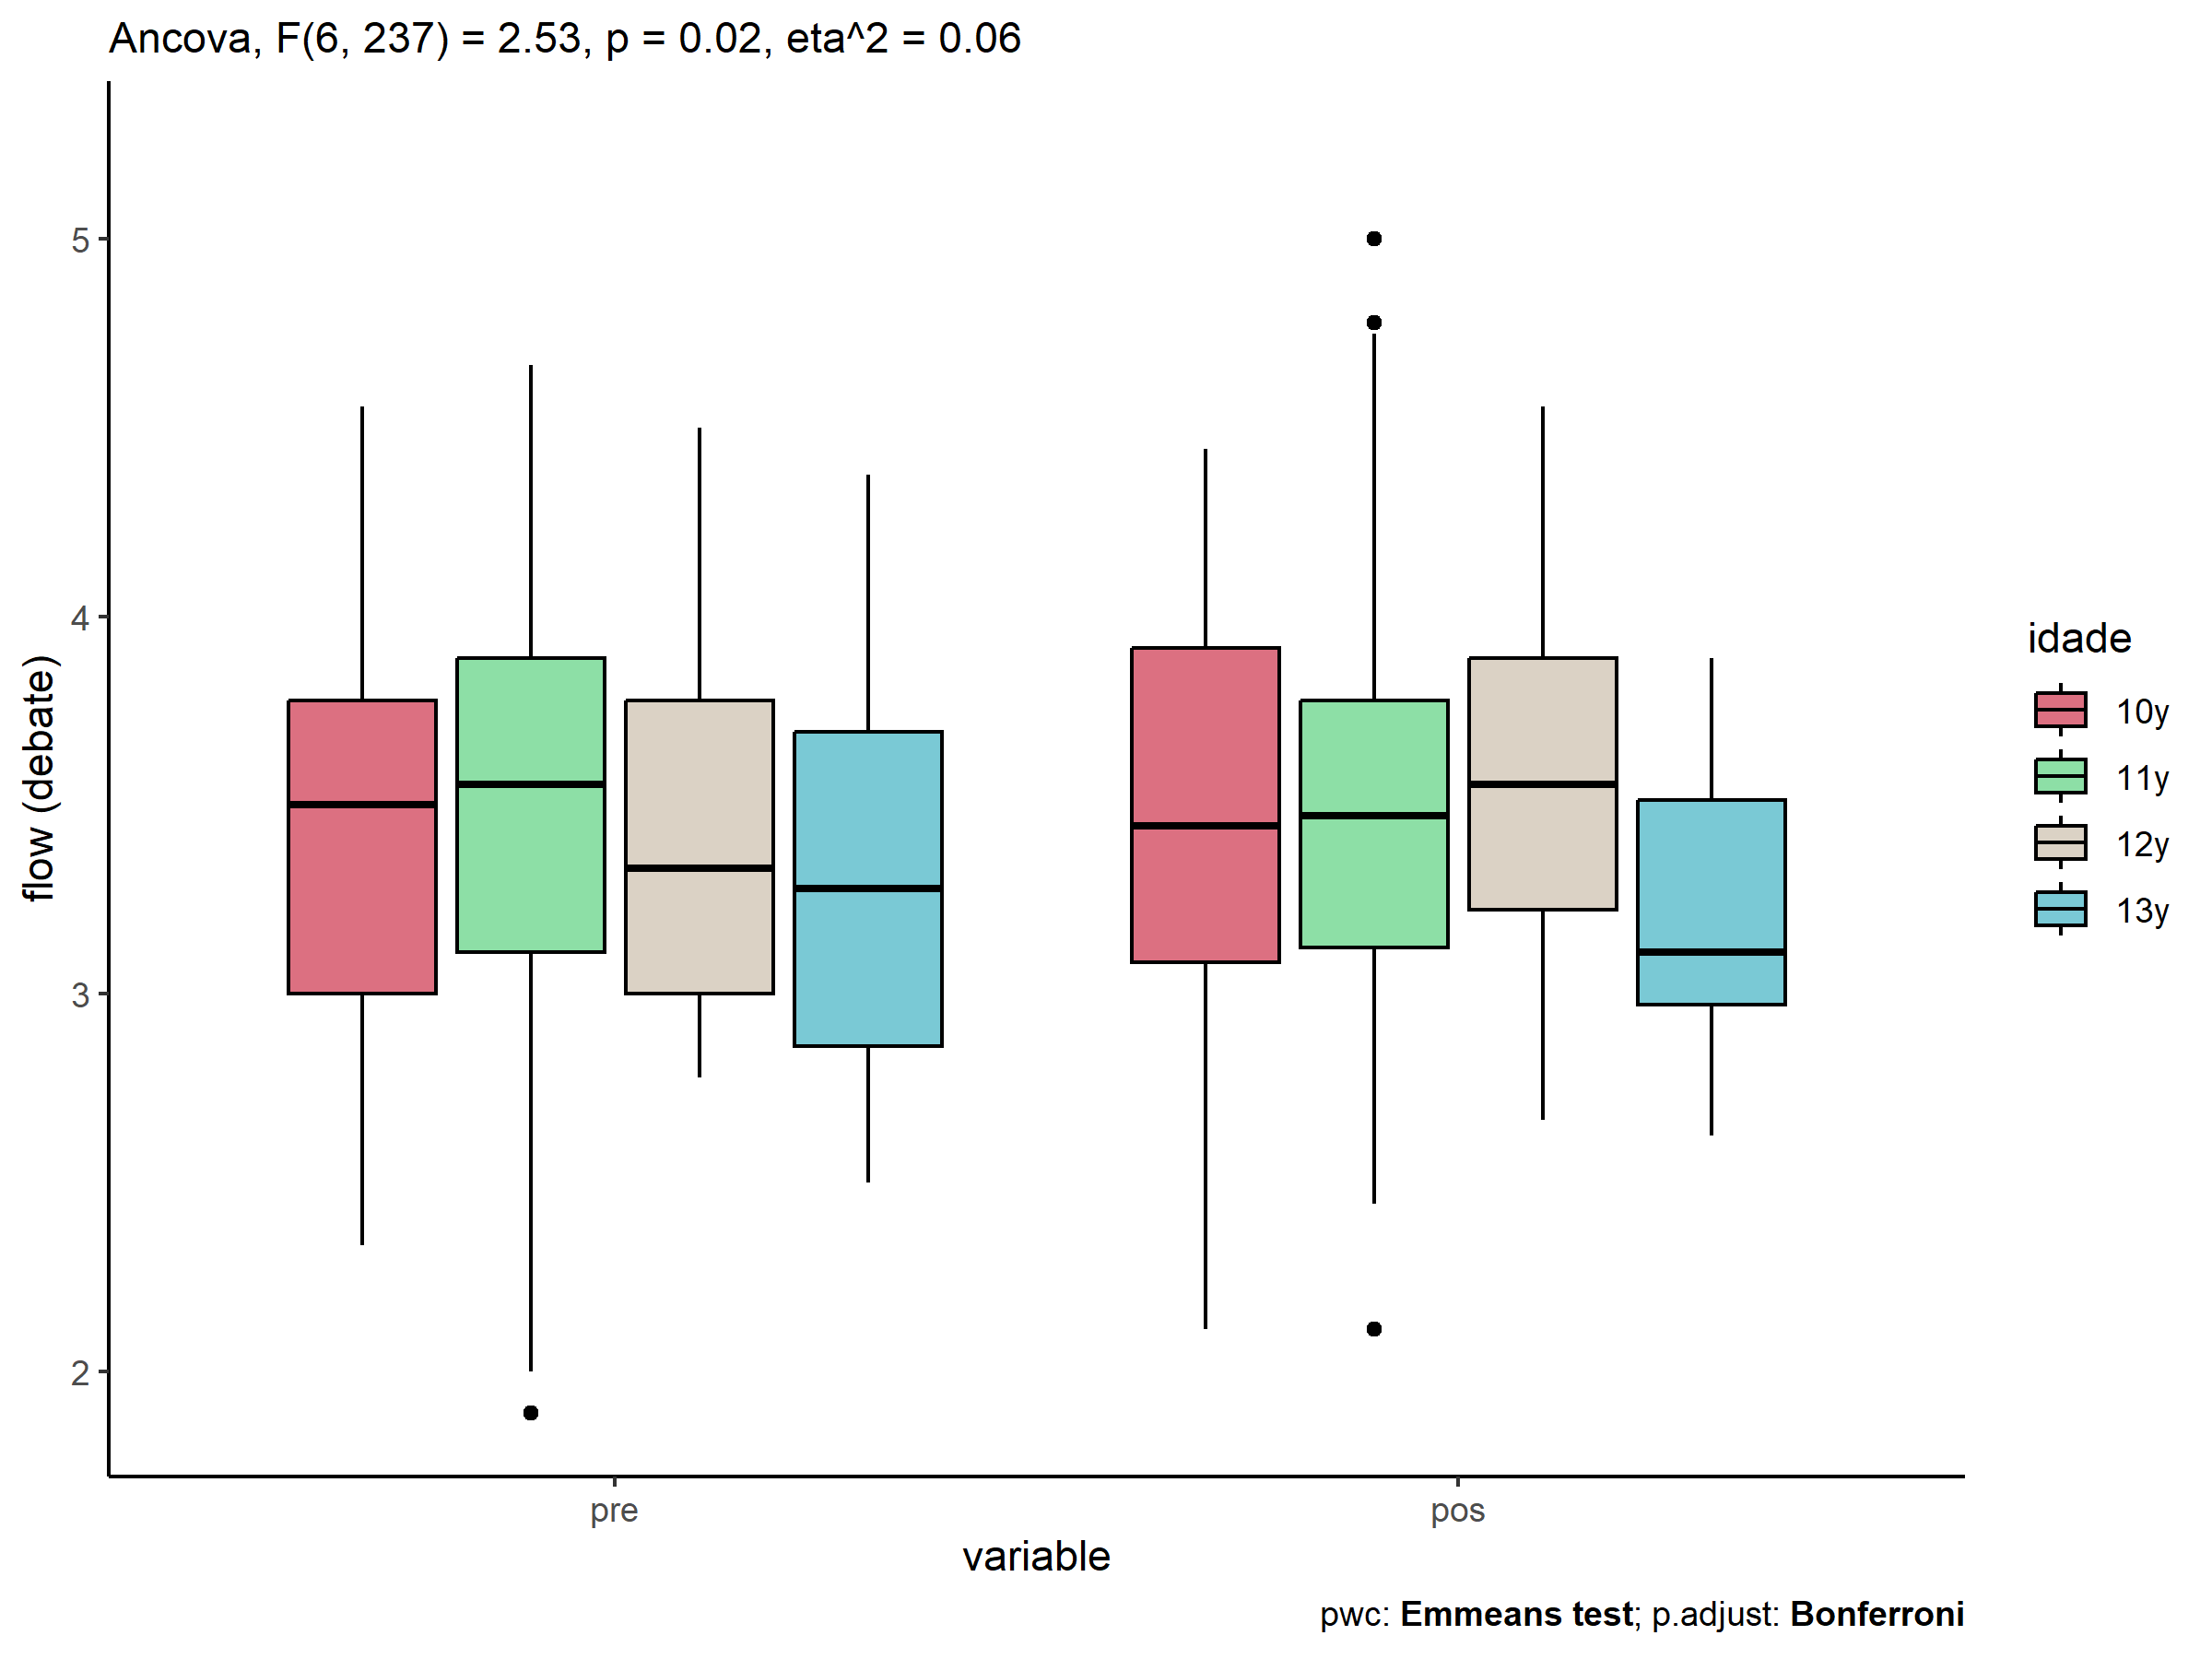 Ancova, F(6, 237) = 2.53, p = 0.02, eta^2 = 0.06
flow (debate)
5
4
3
2
pre
pos
variable
idade
10y
11y
12y
13y
pwc: Emmeans test; p.adjust: Bonferroni